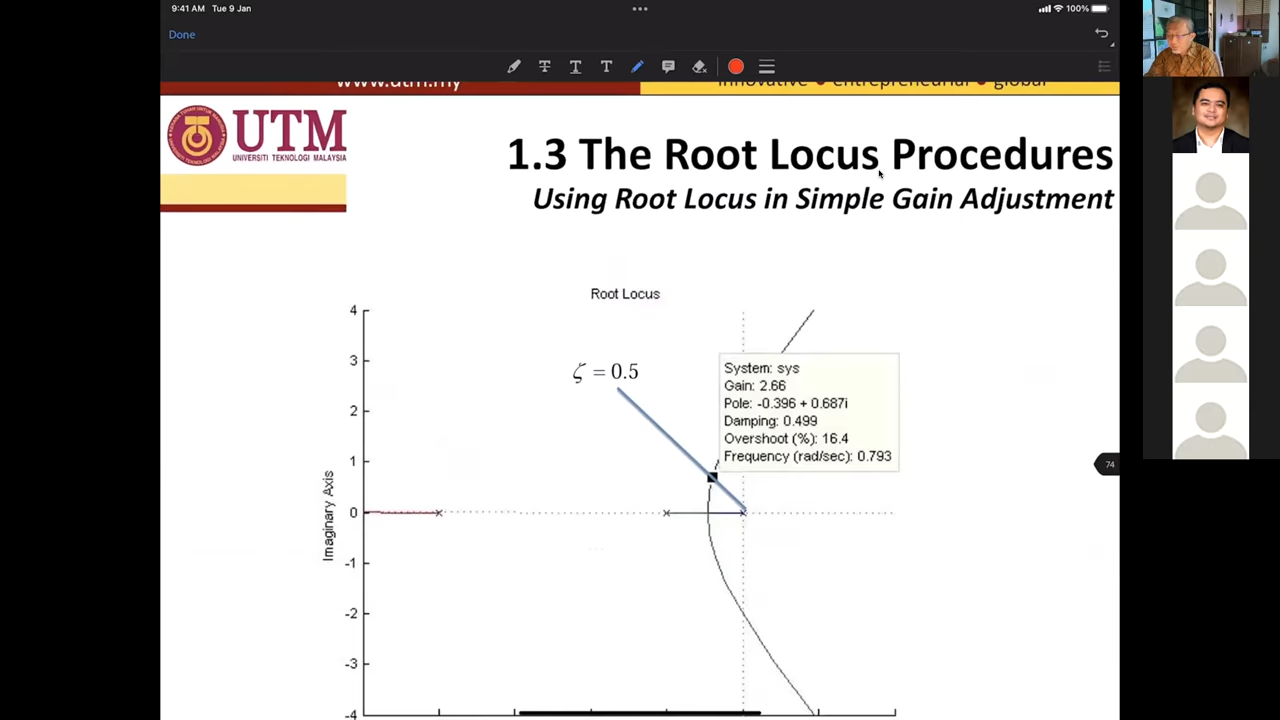 9:41 AM Tue 9 Jan
100%
Done
www.utm.my
innovative ● entrepreneurial ● global
UTM
UNIVERSITI TEKNOLOGI MALAYSIA
1.3 The Root Locus Procedures
Using Root Locus in Simple Gain Adjustment
Root Locus
ζ = 0.5
System: sys
Gain: 2.66
Pole: -0.396 + 0.687i
Damping: 0.499
Overshoot (%): 16.4
Frequency (rad/sec): 0.793
Imaginary Axis
4
3
2
1
0
-1
-2
-3
-4
74